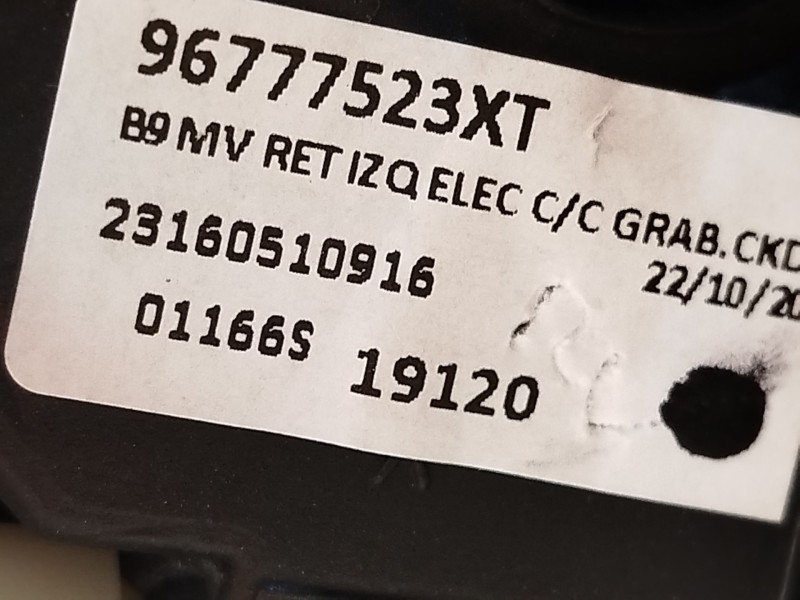 96777523XT
B9 MV RET IZQ ELEC C/C GRAB. CKD
23160510916
22/10/20
01166S
19120